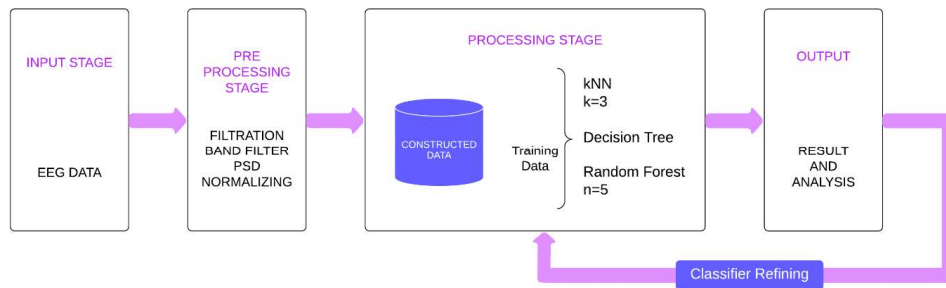 INPUT STAGE
EEG DATA
PRE
PROCESSING
STAGE
FILTRATION
BAND FILTER
PSD
NORMALIZING
PROCESSING STAGE
CONSTRUCTED
DATA
Training
Data
kNN
k=3
Decision Tree
Random Forest
n=5
OUTPUT
RESULT
AND
ANALYSIS
Classifier Refining